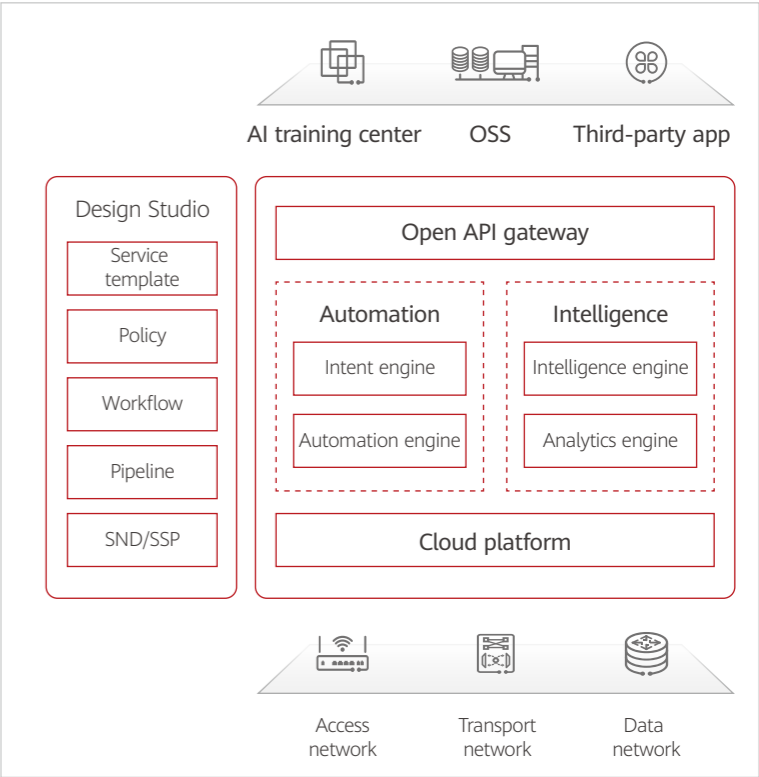 AI training center
OSS
Third-party app
Design Studio
Service
template
Policy
Workflow
Pipeline
SND/SSP
Open API gateway
Automation
Intent engine
Automation engine
Intelligence
Intelligence engine
Analytics engine
Cloud platform
Access
network
Transport
network
Data
network